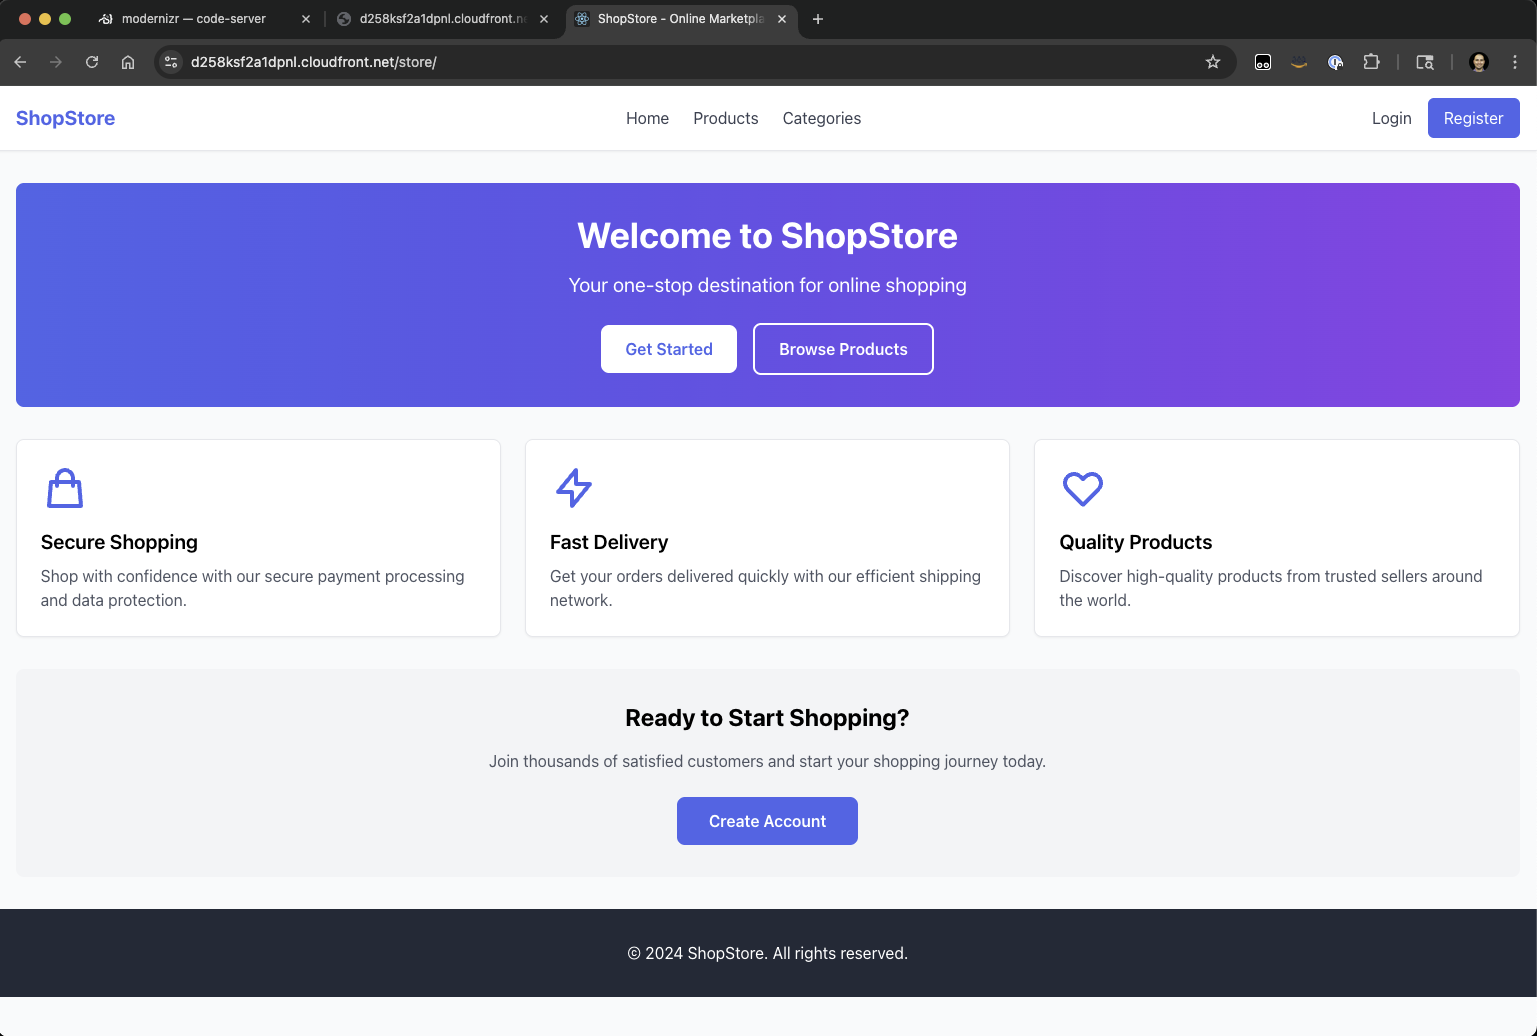 modernizr — code-server
d258ksf2a1dpnl.cloudfront.ne
ShopStore - Online Marketpla
d258ksf2a1dpnl.cloudfront.net/store/
ShopStore
Home
Products
Categories
Login
Register
Welcome to ShopStore
Your one-stop destination for online shopping
Get Started
Browse Products
Secure Shopping
Shop with confidence with our secure payment processing
and data protection.
Fast Delivery
Get your orders delivered quickly with our efficient shipping
network.
Quality Products
Discover high-quality products from trusted sellers around
the world.
Ready to Start Shopping?
Join thousands of satisfied customers and start your shopping journey today.
Create Account
© 2024 ShopStore. All rights reserved.